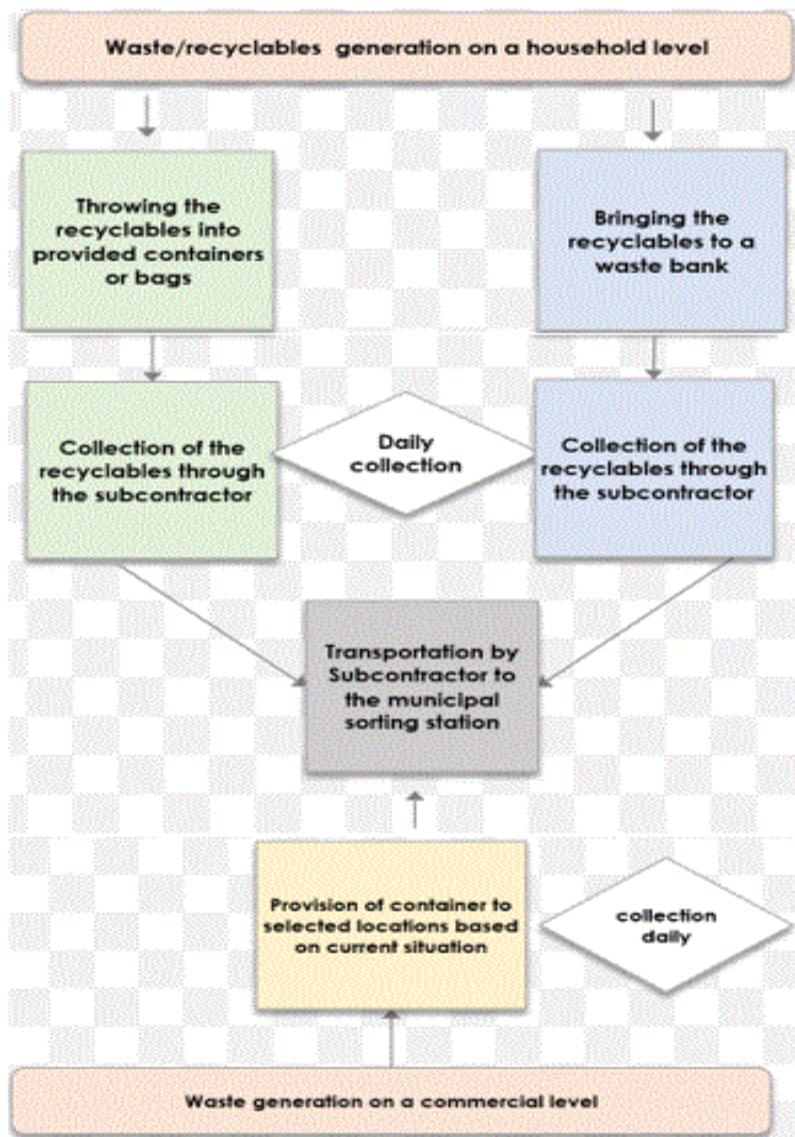 Waste/recyclables generation on a household level
Throwing the
recyclables into
provided containers
or bags
Bringing the
recyclables to a
waste bank
Collection of the
recyclables through
the subcontractor
Daily
collection
Collection of the
recyclables through
the subcontractor
Transportation by
Subcontractor to
the municipal
sorting station
Provision of container to
selected locations based
on current situation
collection
daily
Waste generation on a commercial level